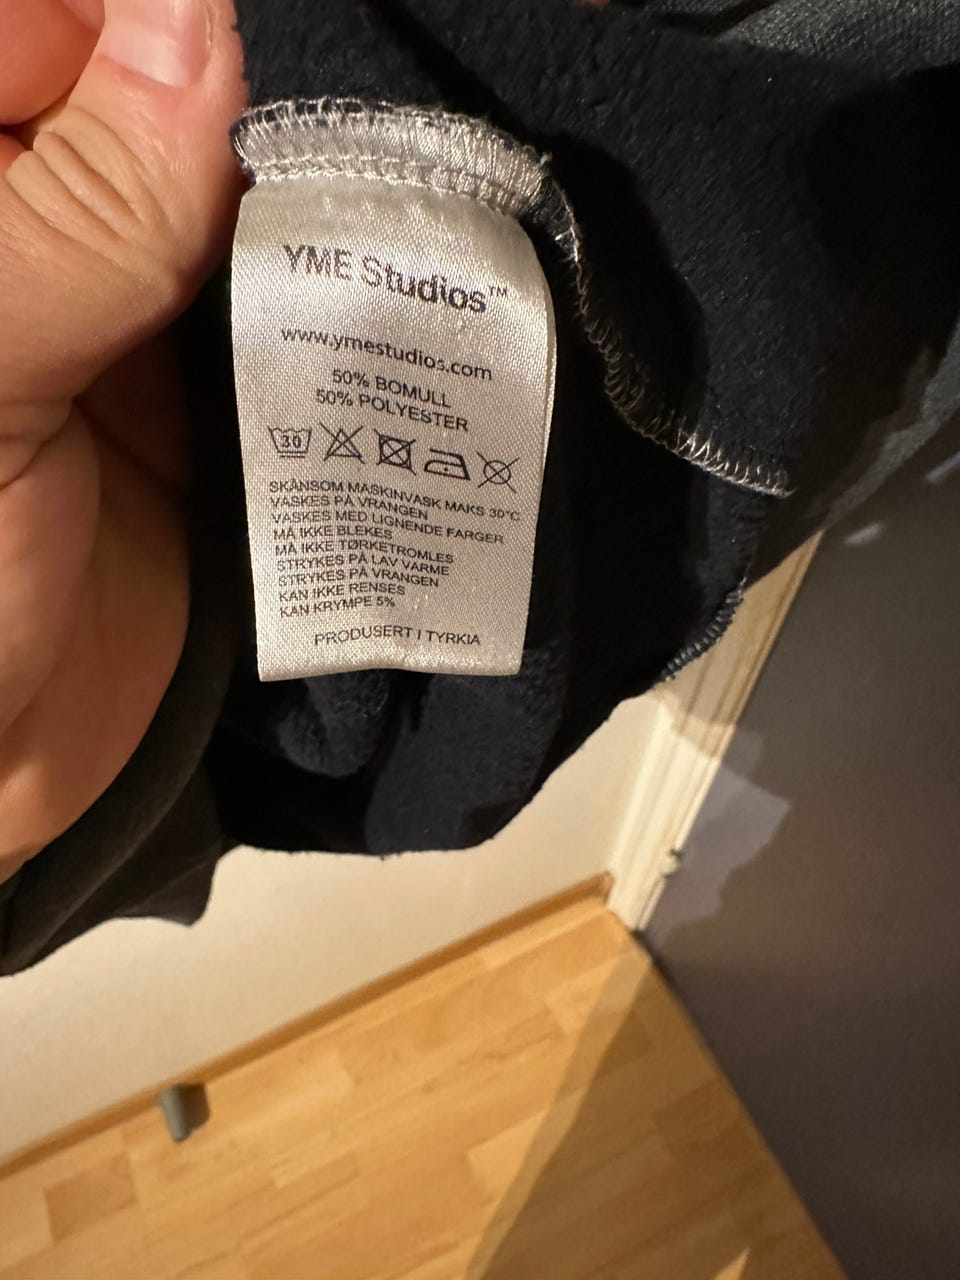 YME Studios™
www.ymestudios.com
50% BOMULL
50% POLYESTER
30
SKÅNSOM MASKINVASK MAKS 30°C
VASKES PÅ VRANGEN
VASKES MED LIGNENDE FARGER
MÅ IKKE BLEKES
MÅ IKKE TØRKETROMLES
STRYKES PÅ LAV VARME
STRYKES PÅ VRANGEN
KAN IKKE RENSES
KAN KRYMPE 5%
PRODUSERT I TYRKIA